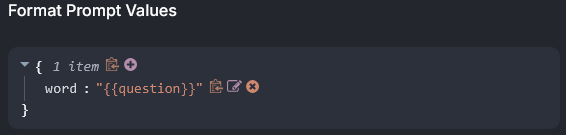 Format Prompt Values
{ 1 item
word : "{{question}}"
}